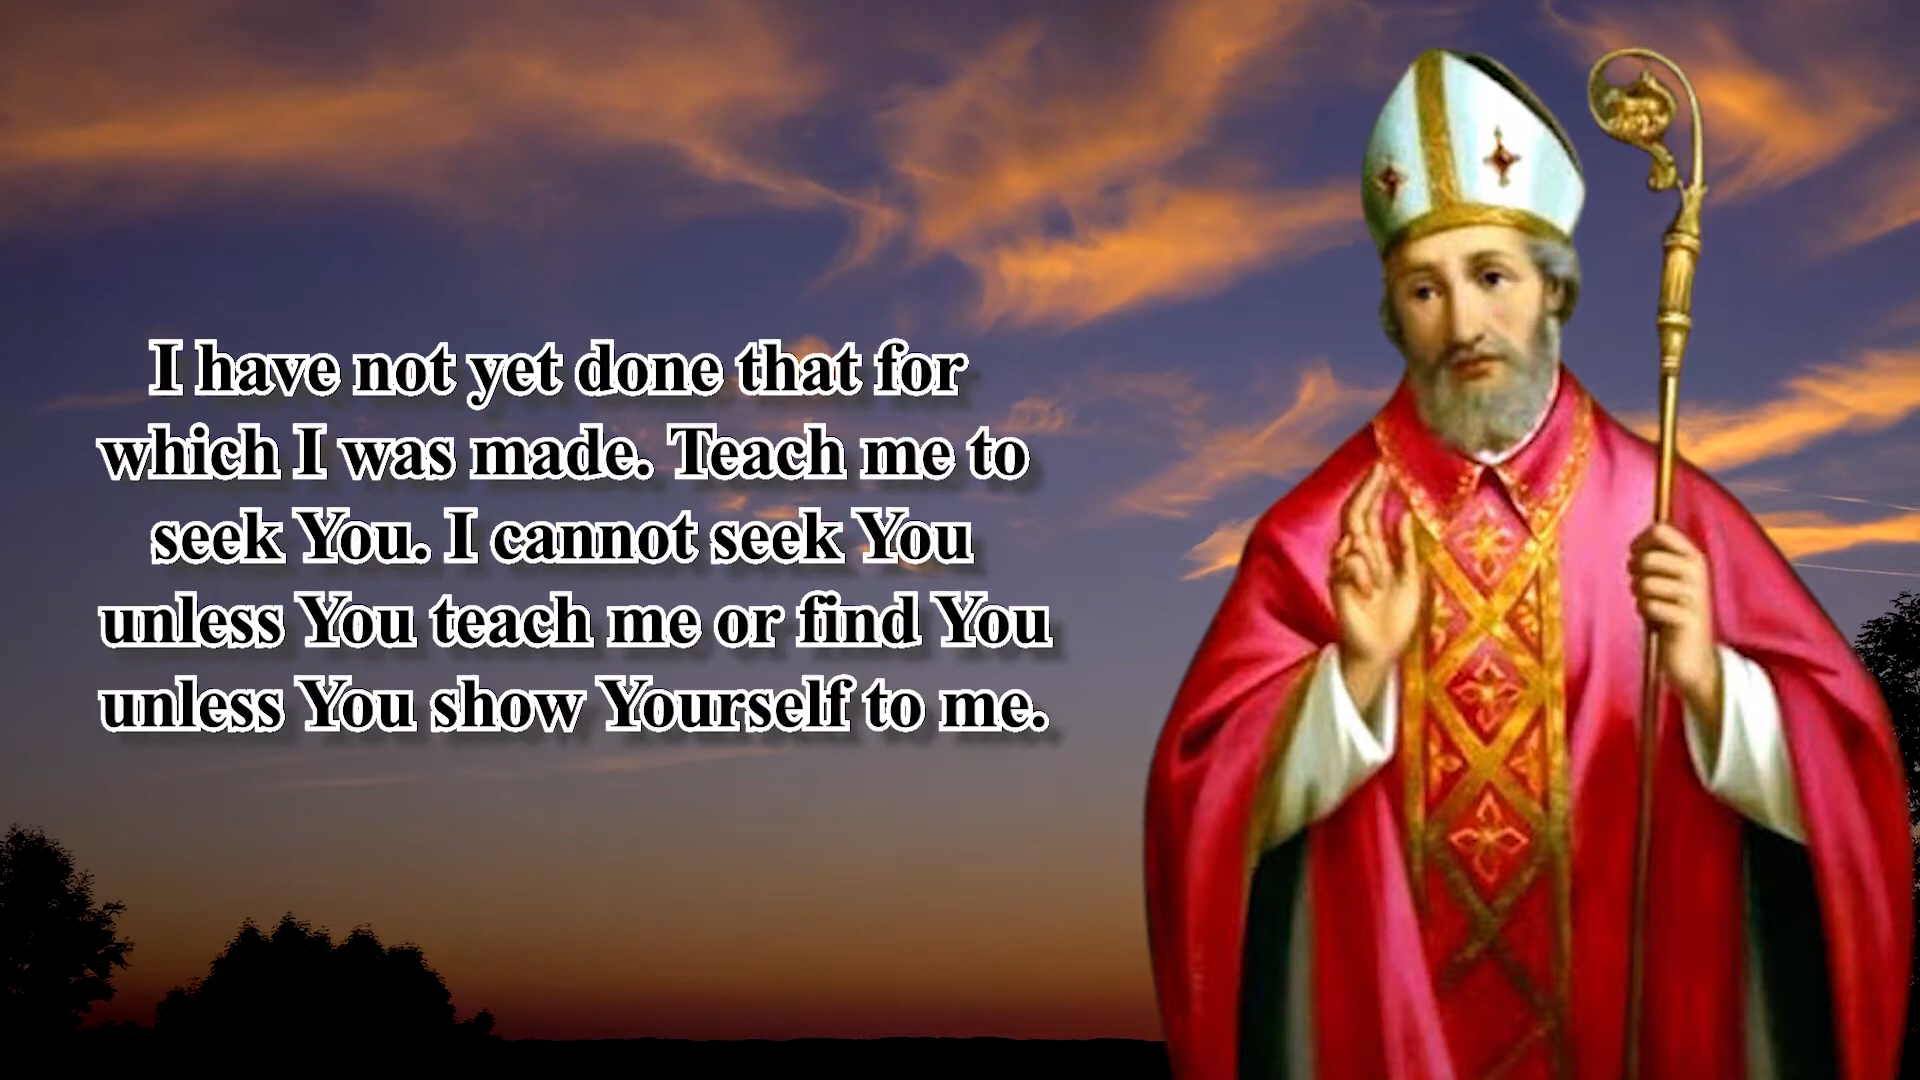 I have not yet done that for
which I was made. Teach me to
seek You. I cannot seek You
unless You teach me or find You
unless You show Yourself to me.